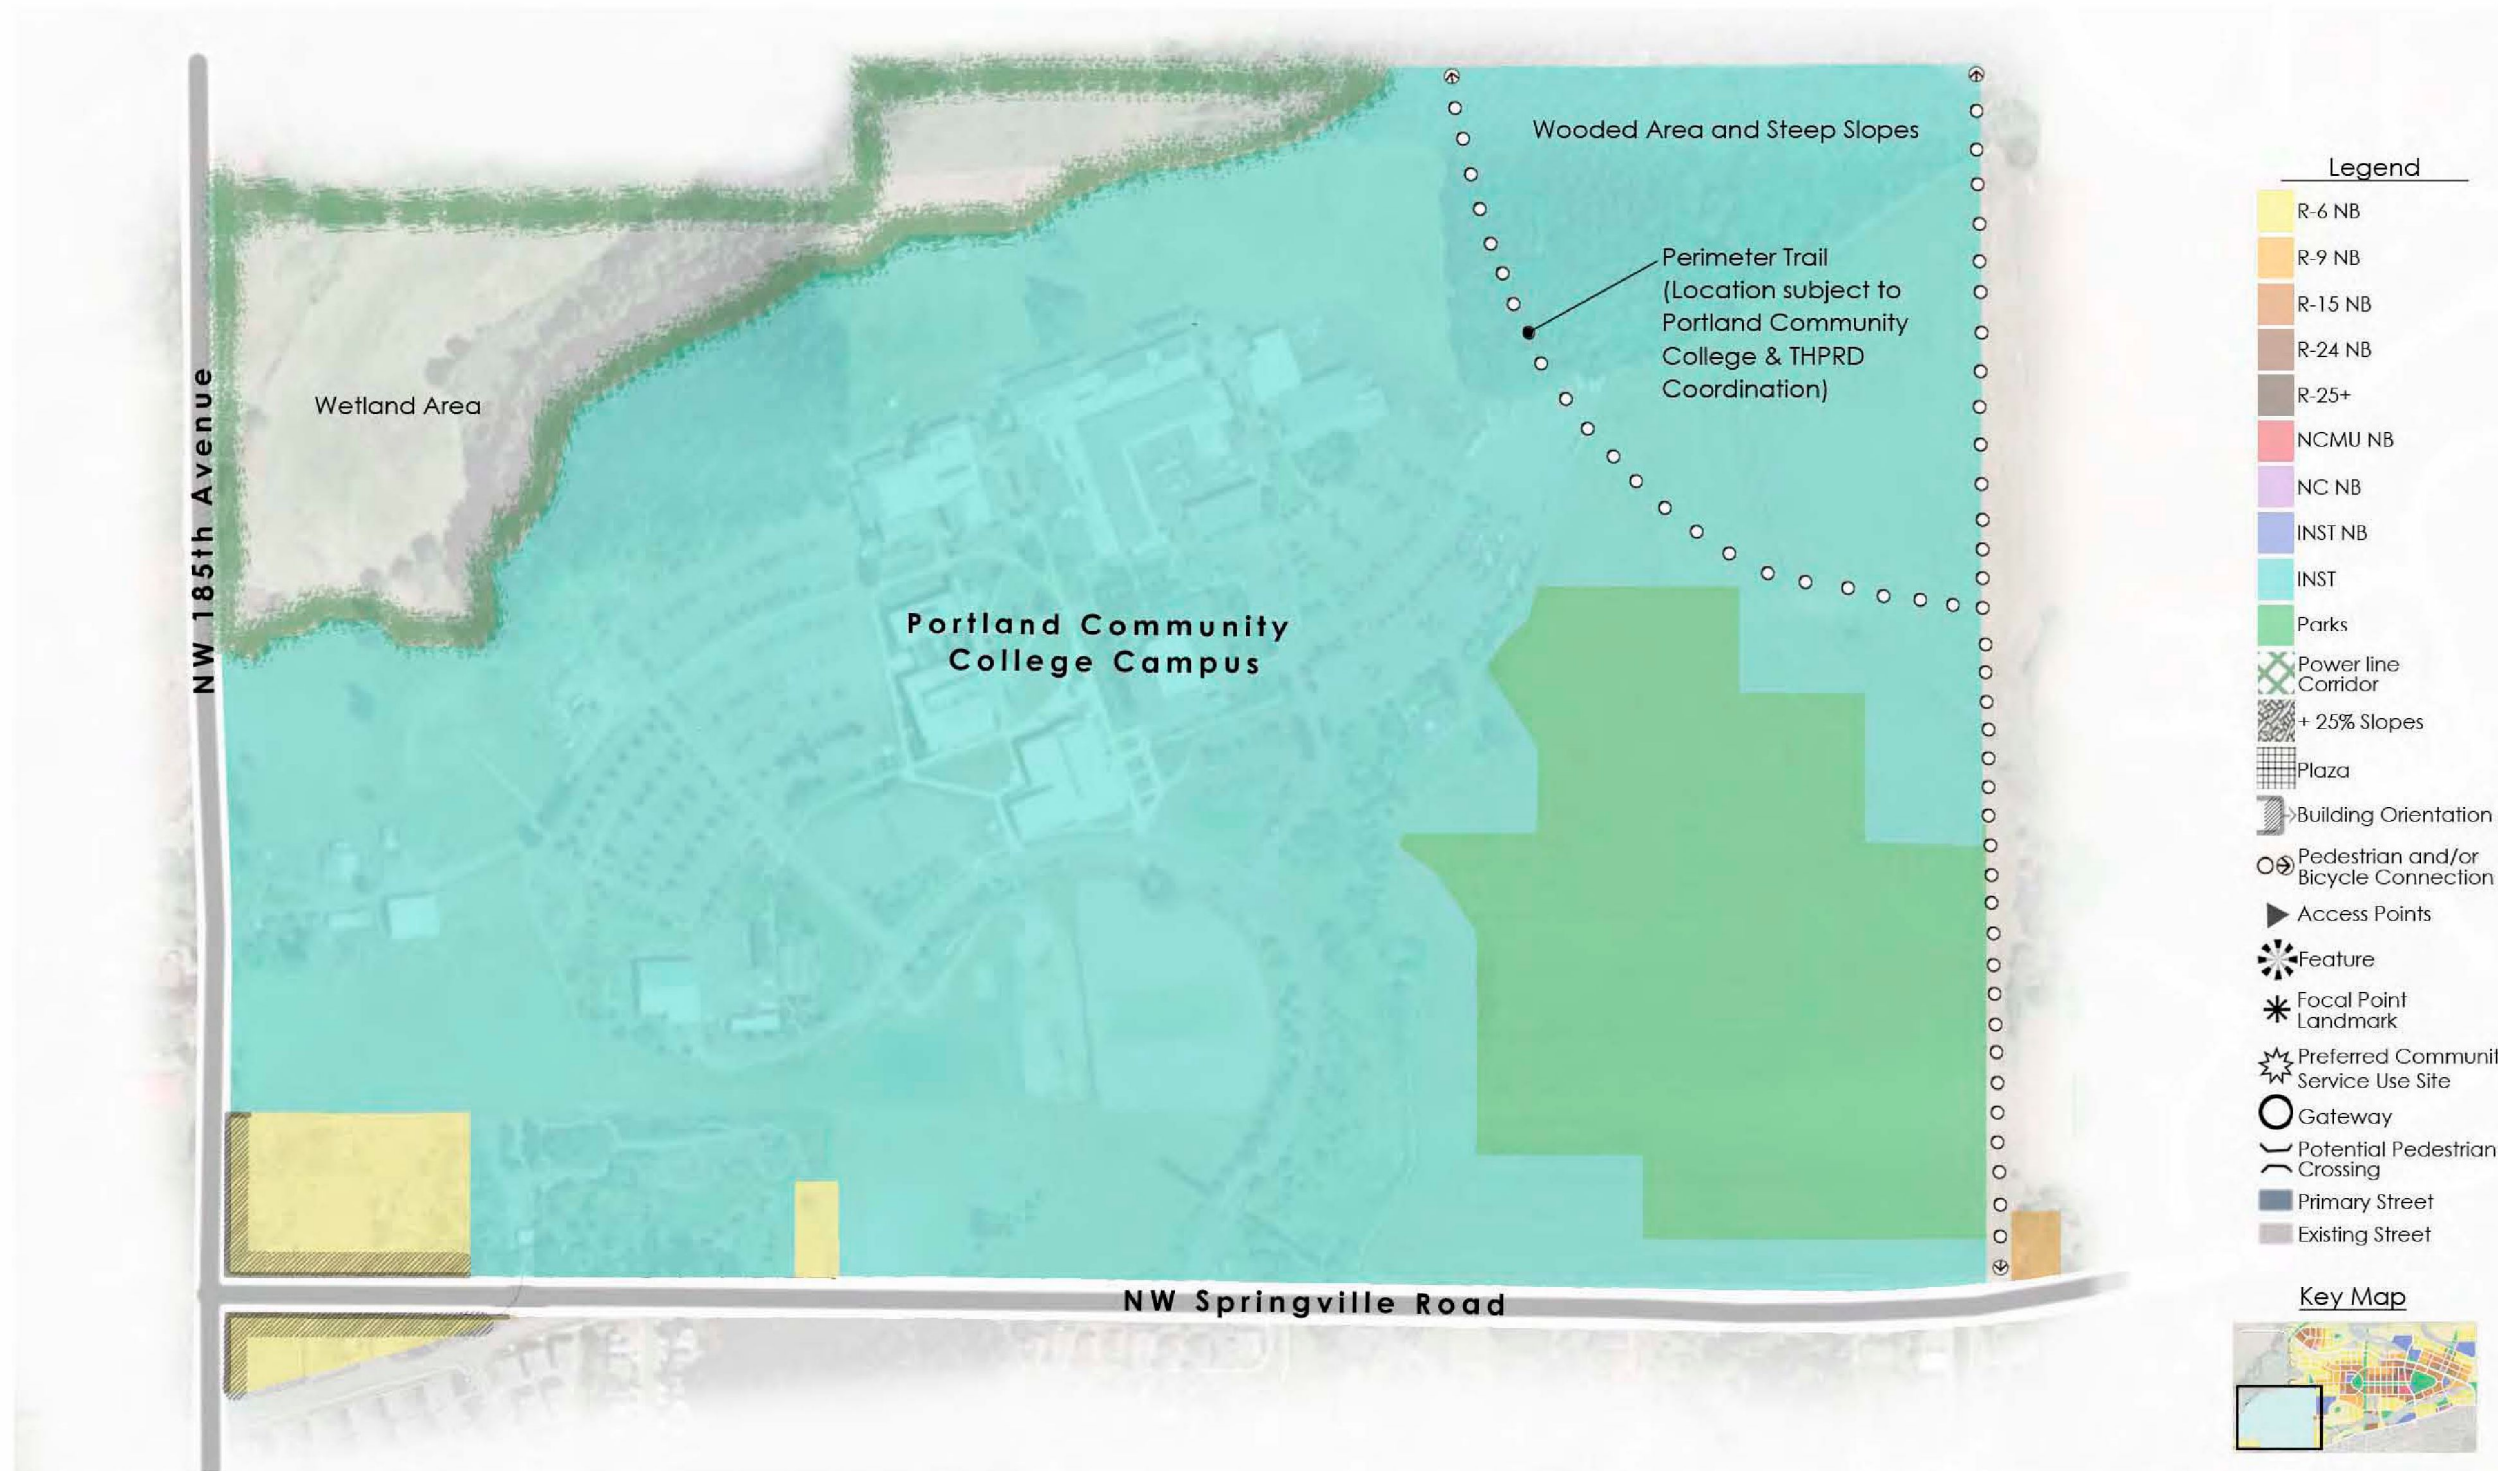 Wooded Area and Steep Slopes
Perimeter Trail
(Location subject to
Portland Community
College & THPRD
Coordination)
Wetland Area
NW 185th Avenue
Portland Community
College Campus
NW Springville Road
Legend
R-6 NB
R-9 NB
R-15 NB
R-24 NB
R-25+
NCMU NB
NC NB
INST NB
INST
Parks
Power line
Corridor
+ 25% Slopes
Plaza
Building Orientation
Pedestrian and/or
Bicycle Connection
Access Points
Feature
Focal Point
Landmark
Preferred Communit
Service Use Site
Gateway
Potential Pedestrian
Crossing
Primary Street
Existing Street
Key Map